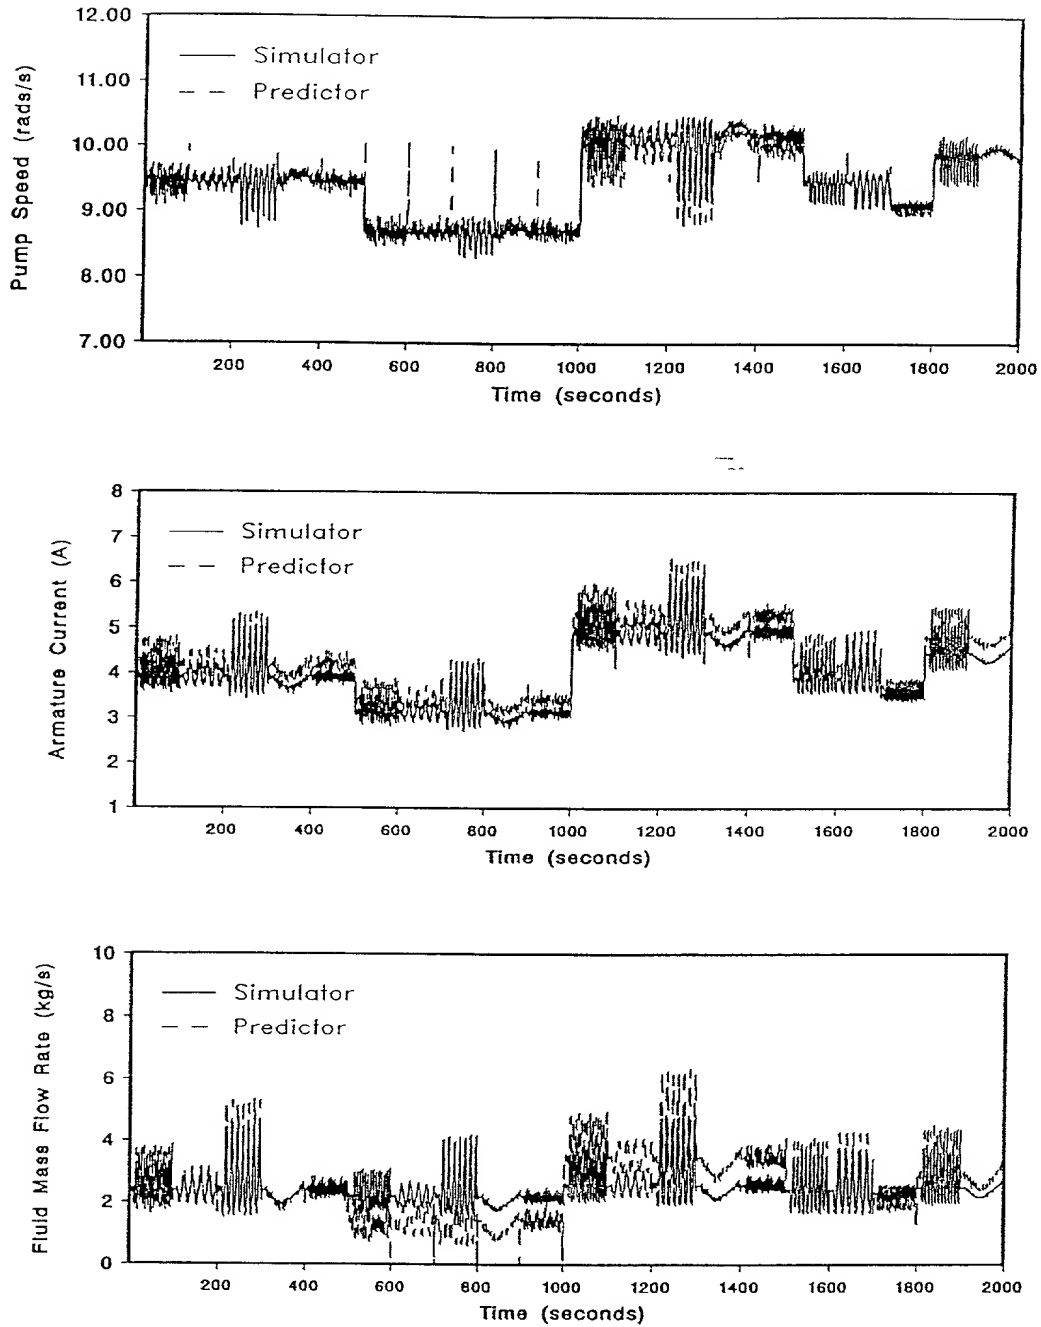 12.00
11.00
10.00
9.00
8.00
7.00
Pump Speed (rads/s)
Simulator
Predictor
200 400 600 800 1000 1200 1400 1600 1800 2000
Time (seconds)
8
7
6
5
4
3
2
1
Armature Current (A)
Simulator
Predictor
200 400 600 800 1000 1200 1400 1600 1800 2000
Time (seconds)
10
8
6
4
2
0
Fluid Mass Flow Rate (kg/s)
Simulator
Predictor
200 400 600 800 1000 1200 1400 1600 1800 2000
Time (seconds)